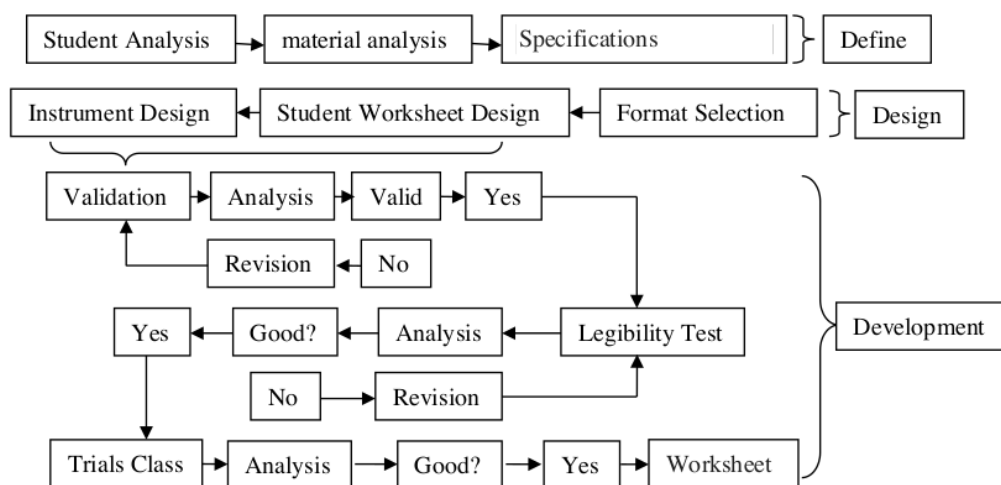 Student Analysis
material analysis
Specifications
Define
Instrument Design
Student Worksheet Design
Format Selection
Design
Validation
Analysis
Valid
Yes
Revision
No
Yes
Good?
Analysis
Legibility Test
Development
No
Revision
Trials Class
Analysis
Good?
Yes
Worksheet